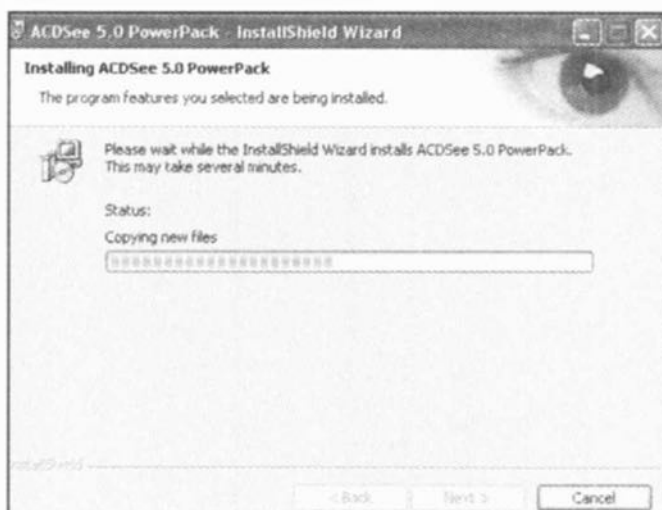 ACDSee 5.0 PowerPack - InstallShield Wizard
Installing ACDSee 5.0 PowerPack
The program features you selected are being installed.
Please wait while the InstallShield Wizard installs ACDSee 5.0 PowerPack.
This may take several minutes.
Status:
Copying new files
InstallShield
< Back
Next >
Cancel